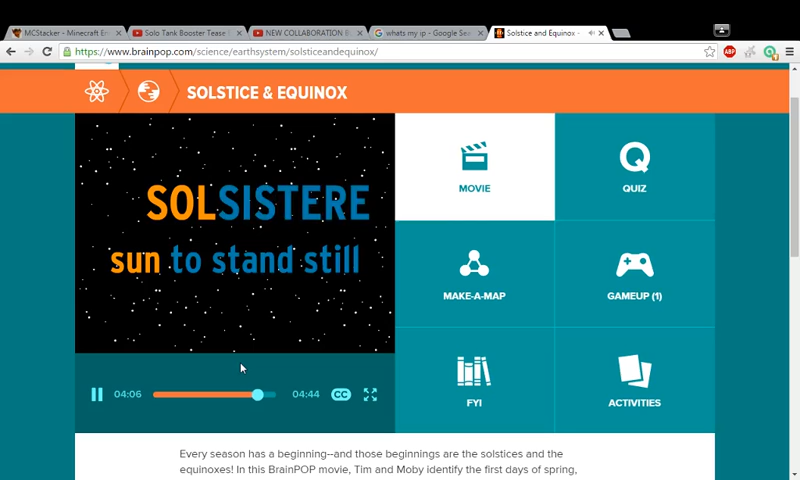 MCStacker - Minecraft En
Solo Tank Booster Tease
NEW COLLABORATION B
whats my ip - Google Sea
Solstice and Equinox -
https://www.brainpop.com/science/earthsystem/solsticeandequinox/
ABP
SOLSTICE & EQUINOX
SOLSISTERE
sun to stand still
MOVIE
QUIZ
MAKE-A-MAP
GAMEUP (1)
04:06
04:44
CC
FYI
ACTIVITIES
Every season has a beginning--and those beginnings are the solstices and the
equinoxes! In this BrainPOP movie, Tim and Moby identify the first days of spring,